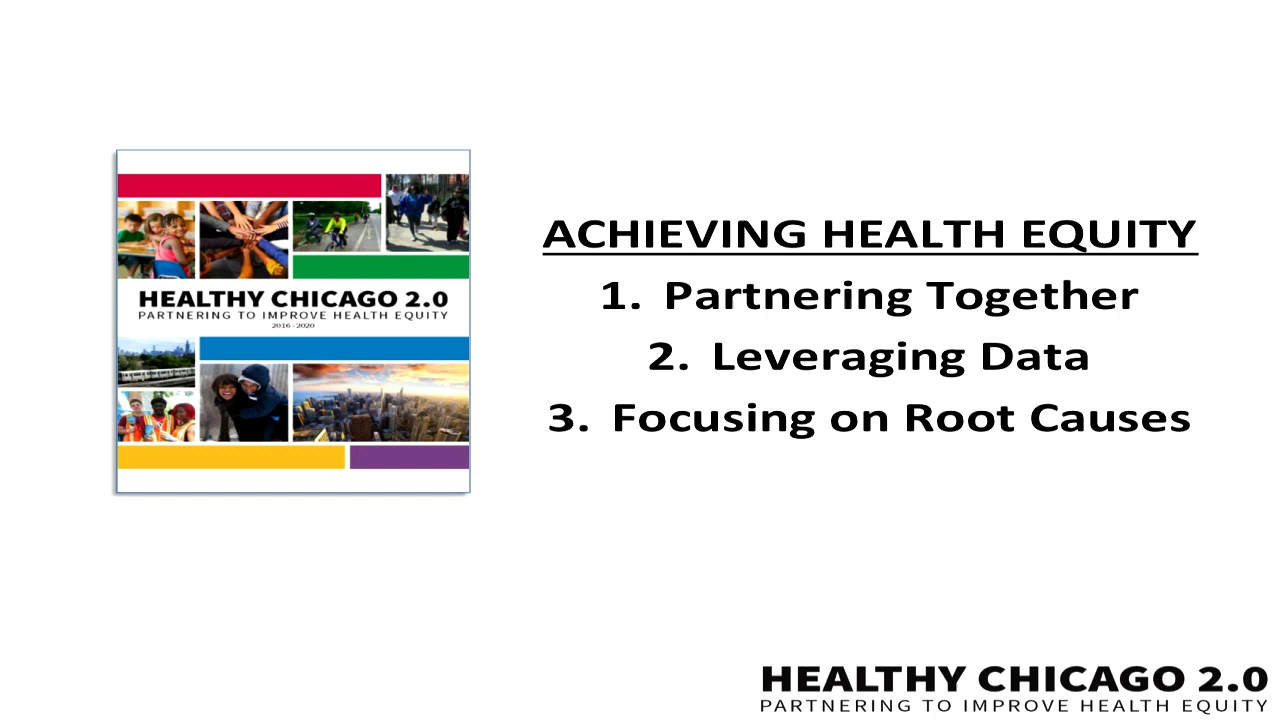 HEALTHY CHICAGO 2.0
PARTNERING TO IMPROVE HEALTH EQUITY
2016 - 2020
ACHIEVING HEALTH EQUITY
1. Partnering Together
2. Leveraging Data
3. Focusing on Root Causes
HEALTHY CHICAGO 2.0
PARTNERING TO IMPROVE HEALTH EQUITY